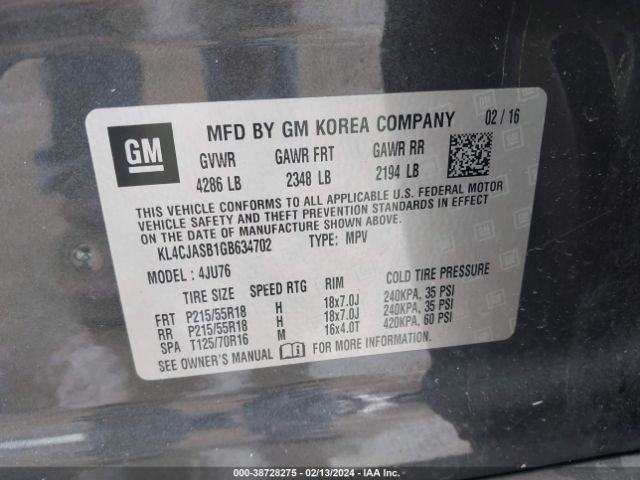 GM
MFD BY GM KOREA COMPANY 02 / 16
GVWR GAWR FRT GAWR RR
4286 LB 2348 LB 2194 LB
THIS VEHICLE CONFORMS TO ALL APPLICABLE U.S. FEDERAL MOTOR
VEHICLE SAFETY AND THEFT PREVENTION STANDARDS IN EFFECT ON
THE DATE OF MANUFACTURE SHOWN ABOVE.
KL4CJASB1GB634702 TYPE: MPV
MODEL : 4JU76
TIRE SIZE SPEED RTG RIM COLD TIRE PRESSURE
FRT P215/55R18 H 18x7.0J 240KPA, 35 PSI
RR P215/55R18 H 18x7.0J 240KPA, 35 PSI
SPA T125/70R16 M 16x4.0T 420KPA, 60 PSI
SEE OWNER'S MANUAL FOR MORE INFORMATION.
000-38728275 - 02/13/2024 - IAA Inc.